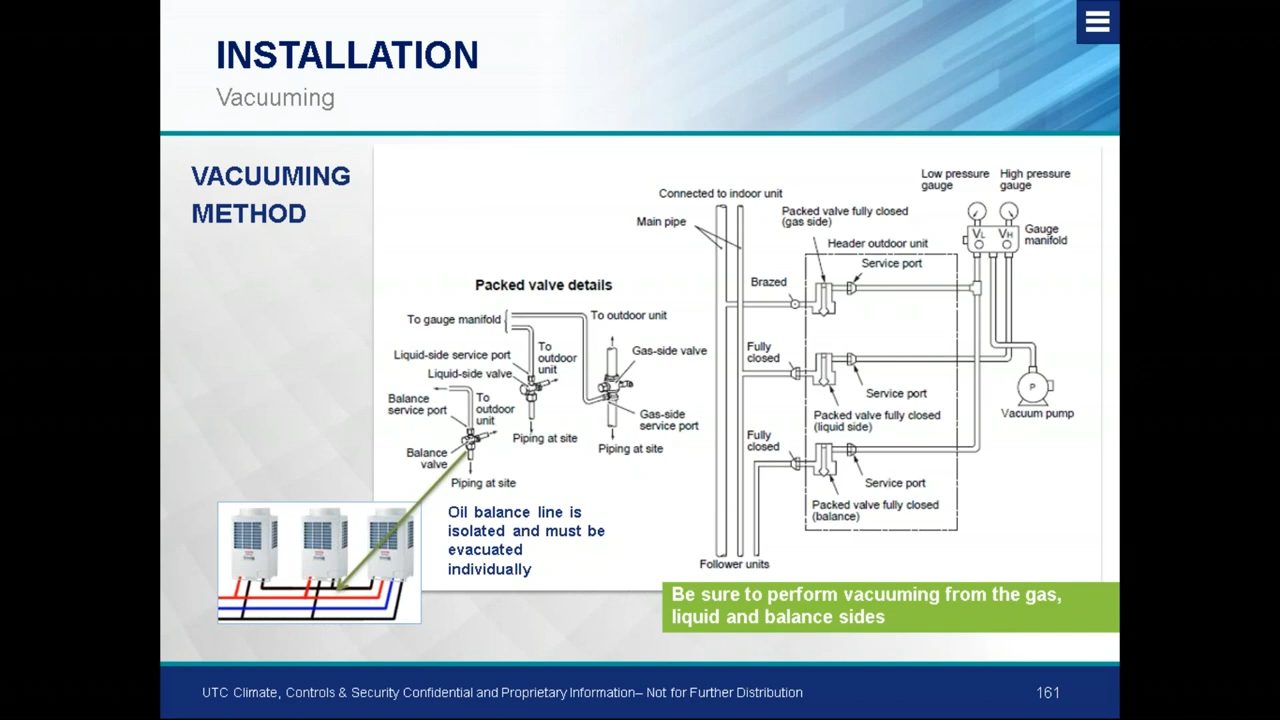 INSTALLATION
Vacuuming
VACUUMING
METHOD
Packed valve details
To gauge manifold
To outdoor unit
Liquid-side service port
To
outdoor
unit
Gas-side valve
Liquid-side valve
Balance
service port
To
outdoor
unit
Gas-side
service port
Piping at site
Piping at site
Balance
valve
Piping at site
Oil balance line is
isolated and must be
evacuated
individually
Connected to indoor unit
Main pipe
Packed valve fully closed
(gas side)
Header outdoor unit
Service port
Brazed
Low pressure
gauge
High pressure
gauge
VL
VH
Gauge
manifold
Fully
closed
Service port
Packed valve fully closed
(liquid side)
P
Vacuum pump
Fully
closed
Service port
Packed valve fully closed
(balance)
Follower units
Be sure to perform vacuuming from the gas,
liquid and balance sides
UTC Climate, Controls & Security Confidential and Proprietary Information– Not for Further Distribution
161